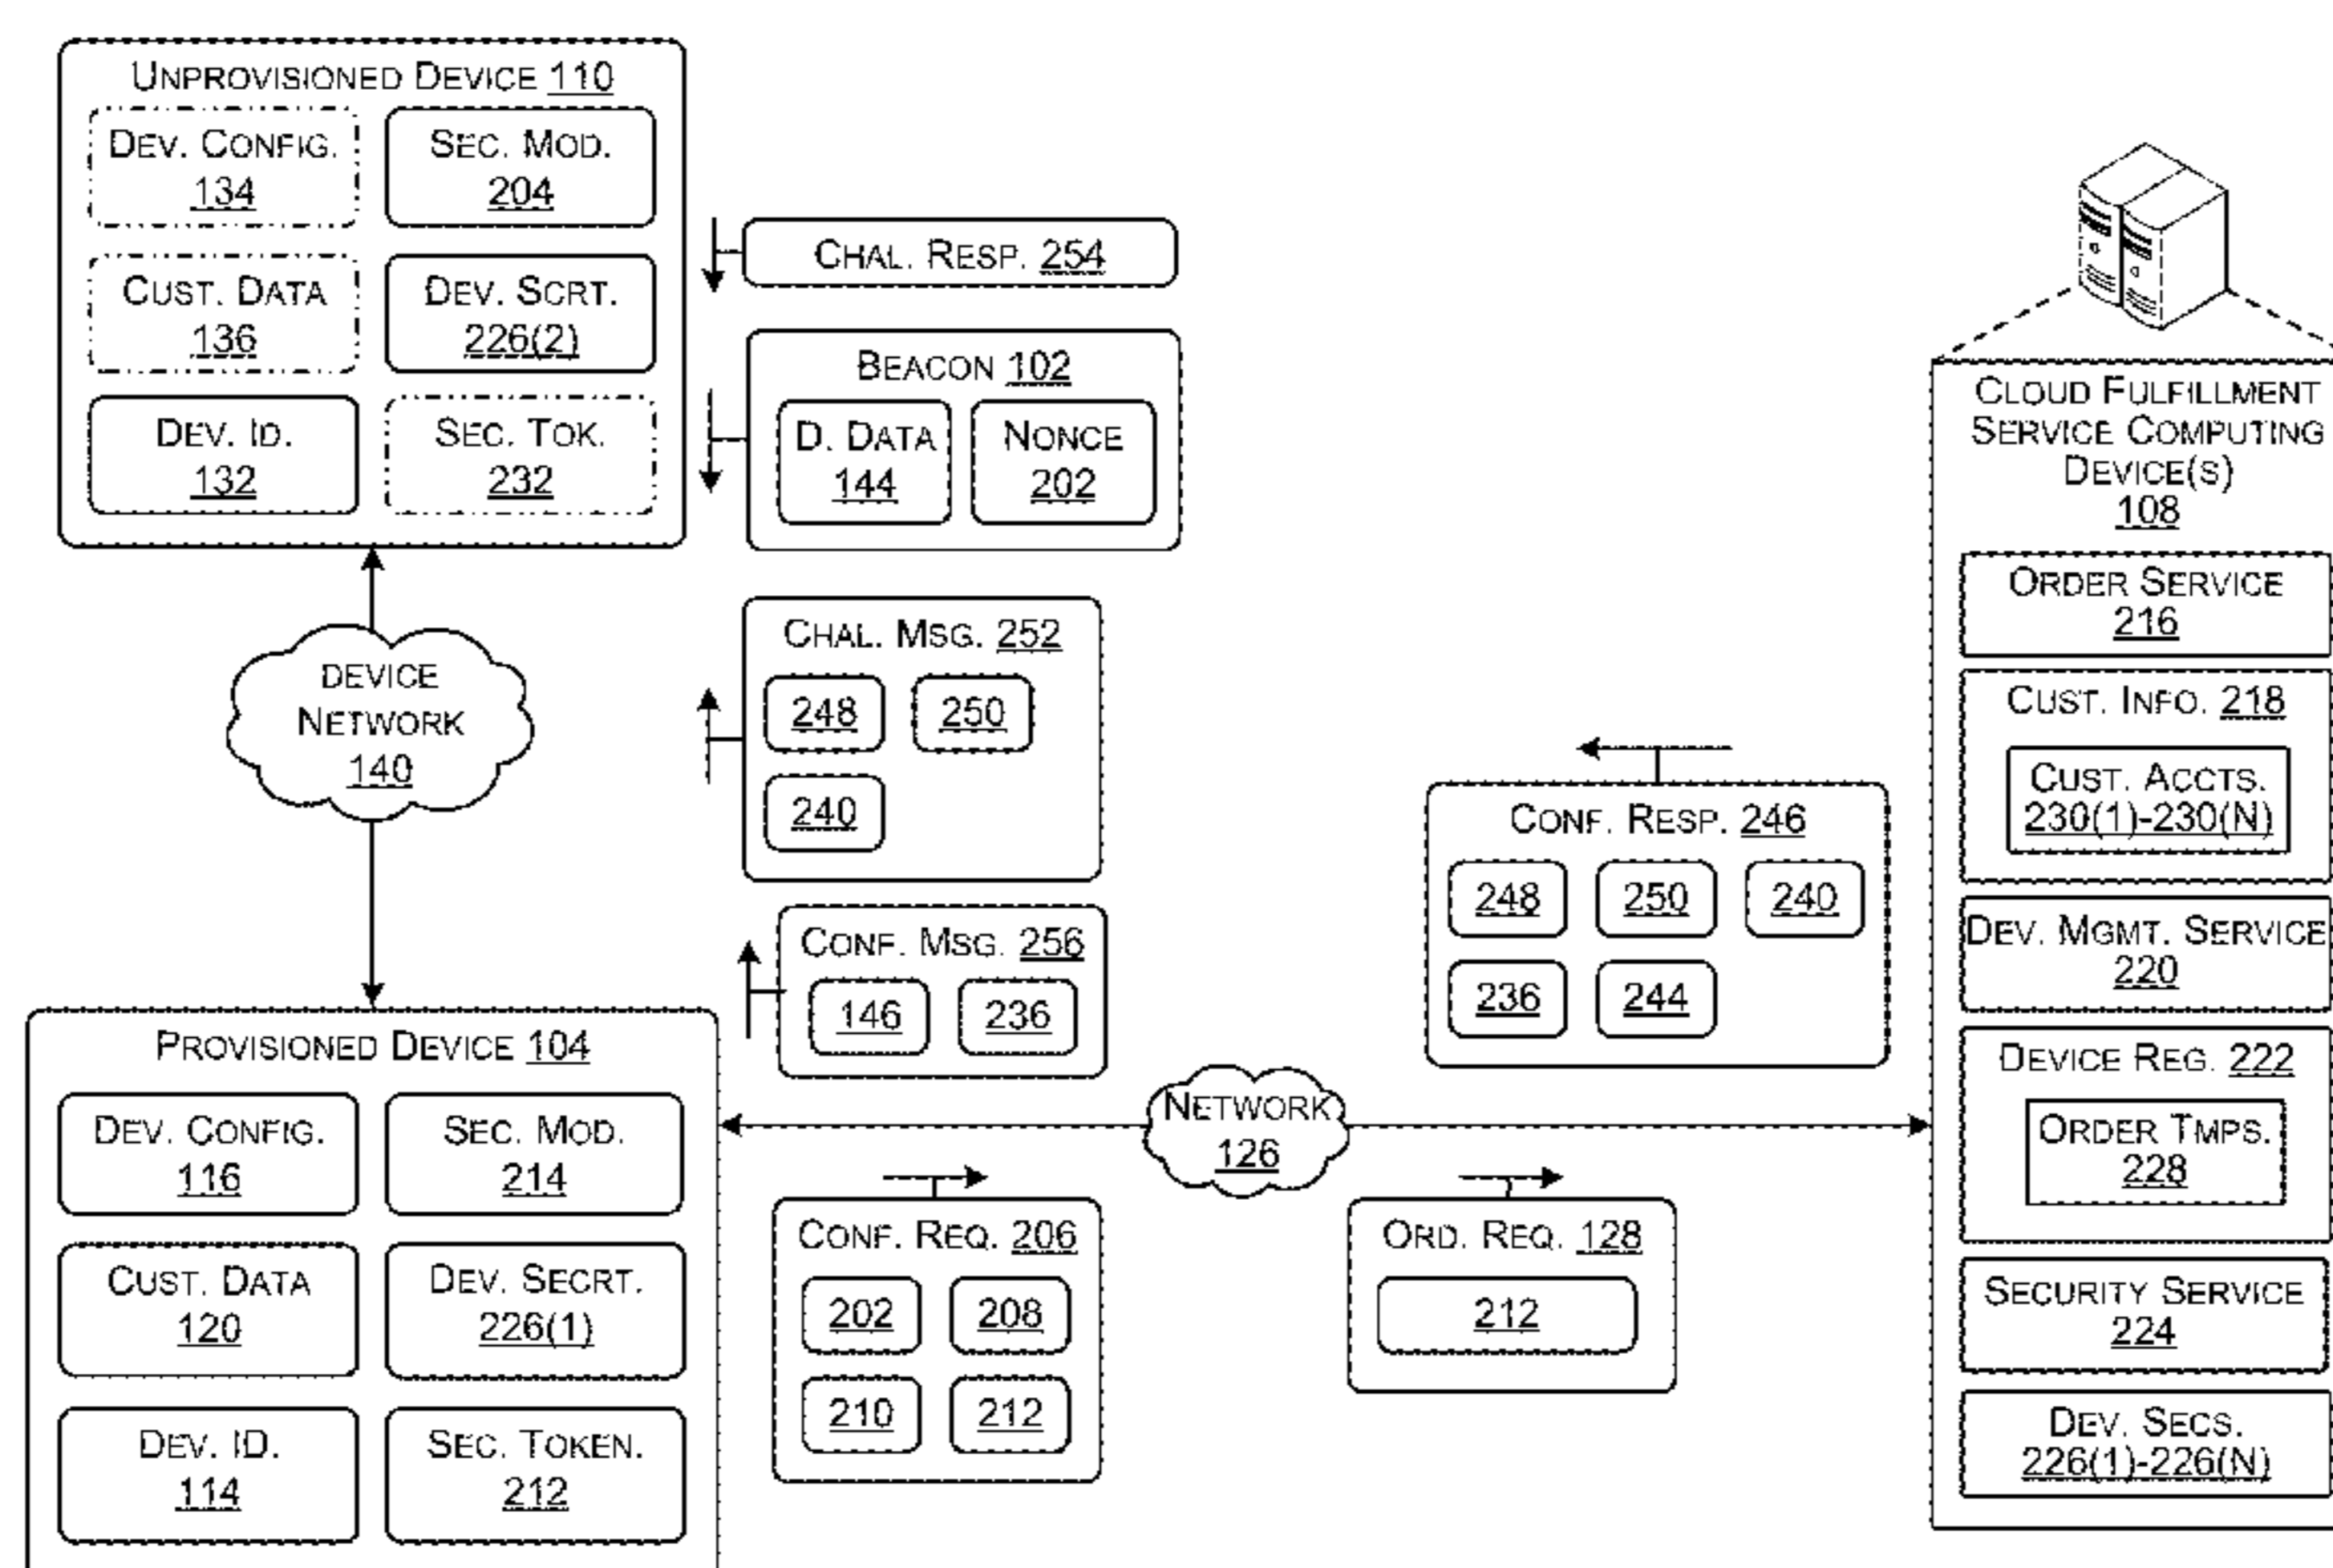 UNPROVISIONED DEVICE 110
DEV. CONFIG.
134
SEC. MOD.
204
CUST. DATA
136
DEV. SCRT.
226(2)
DEV. ID.
132
SEC. TOK.
232
CHAL. RESP. 254
BEACON 102
D. DATA
144
NONCE
202
DEVICE
NETWORK
140
CHAL. MSG. 252
248
250
240
CONF. MSG. 256
146
236
PROVISIONED DEVICE 104
DEV. CONFIG.
116
SEC. MOD.
214
CUST. DATA
120
DEV. SECRT.
226(1)
DEV. ID.
114
SEC. TOKEN.
212
CONF. RESP. 246
248
250
240
236
244
NETWORK
126
CONF. REQ. 206
202
208
210
212
ORD. REQ. 128
212
CLOUD FULFILLMENT
SERVICE COMPUTING
DEVICE(S)
108
ORDER SERVICE
216
CUST. INFO. 218
CUST. ACCTS.
230(1)-230(N)
DEV. MGMT. SERVICE
220
DEVICE REG. 222
ORDER TMPS.
228
SECURITY SERVICE
224
DEV. SECS.
226(1)-226(N)